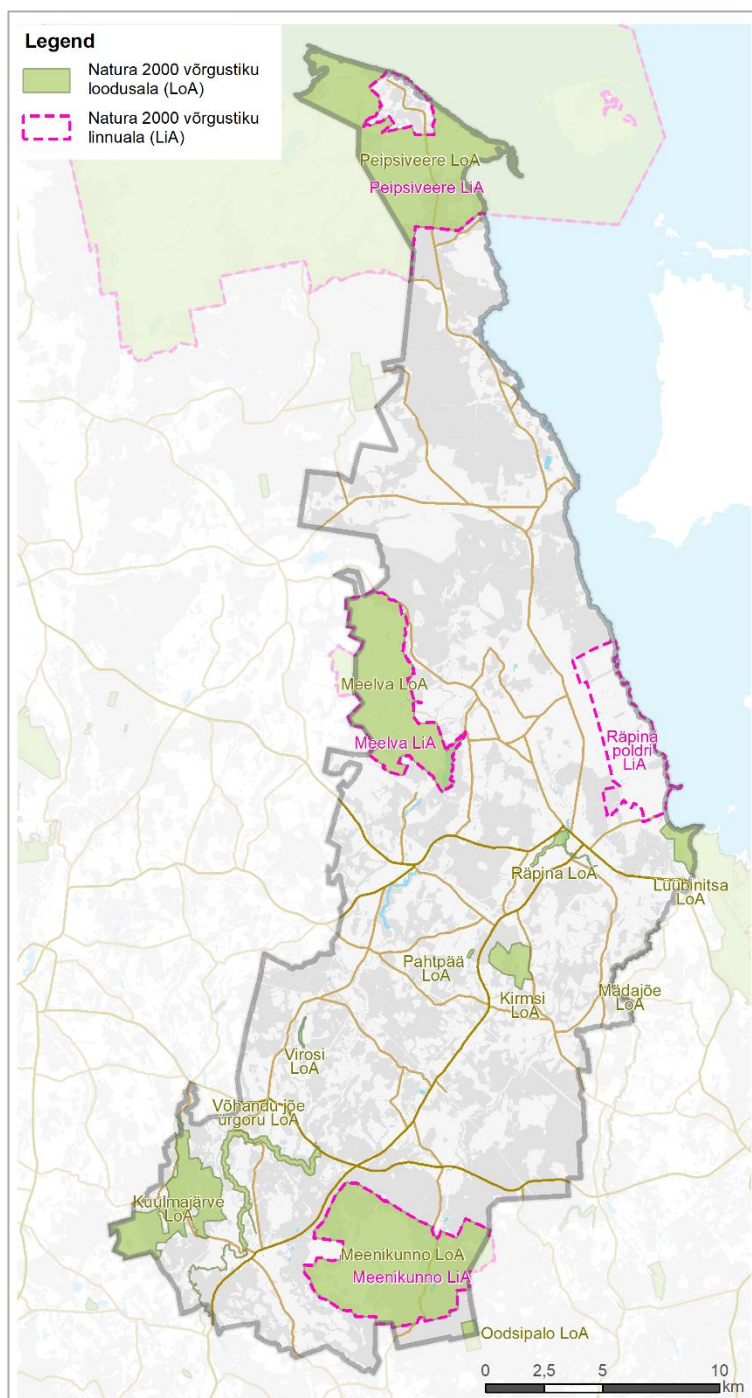 Legend
Natura 2000 võrgustiku
loodusala (LoA)
Natura 2000 võrgustiku
linnuala (LiA)
Peipsiveere LoA
Peipsiveere LiA
Meelva LoA
Meelva LiA
Räpina
poldri
LiA
Räpina LoA
Lüübinitsa
LoA
Pahtpää
LoA
Kirmsi
LoA
Mädajõe
LoA
Virosi
LoA
Võhandu jõe
ürgoru LoA
Kuulmajärve
LoA
Meenikunno LoA
Meenikunno LiA
Oodsipalo LoA
0 2,5 5 10
km